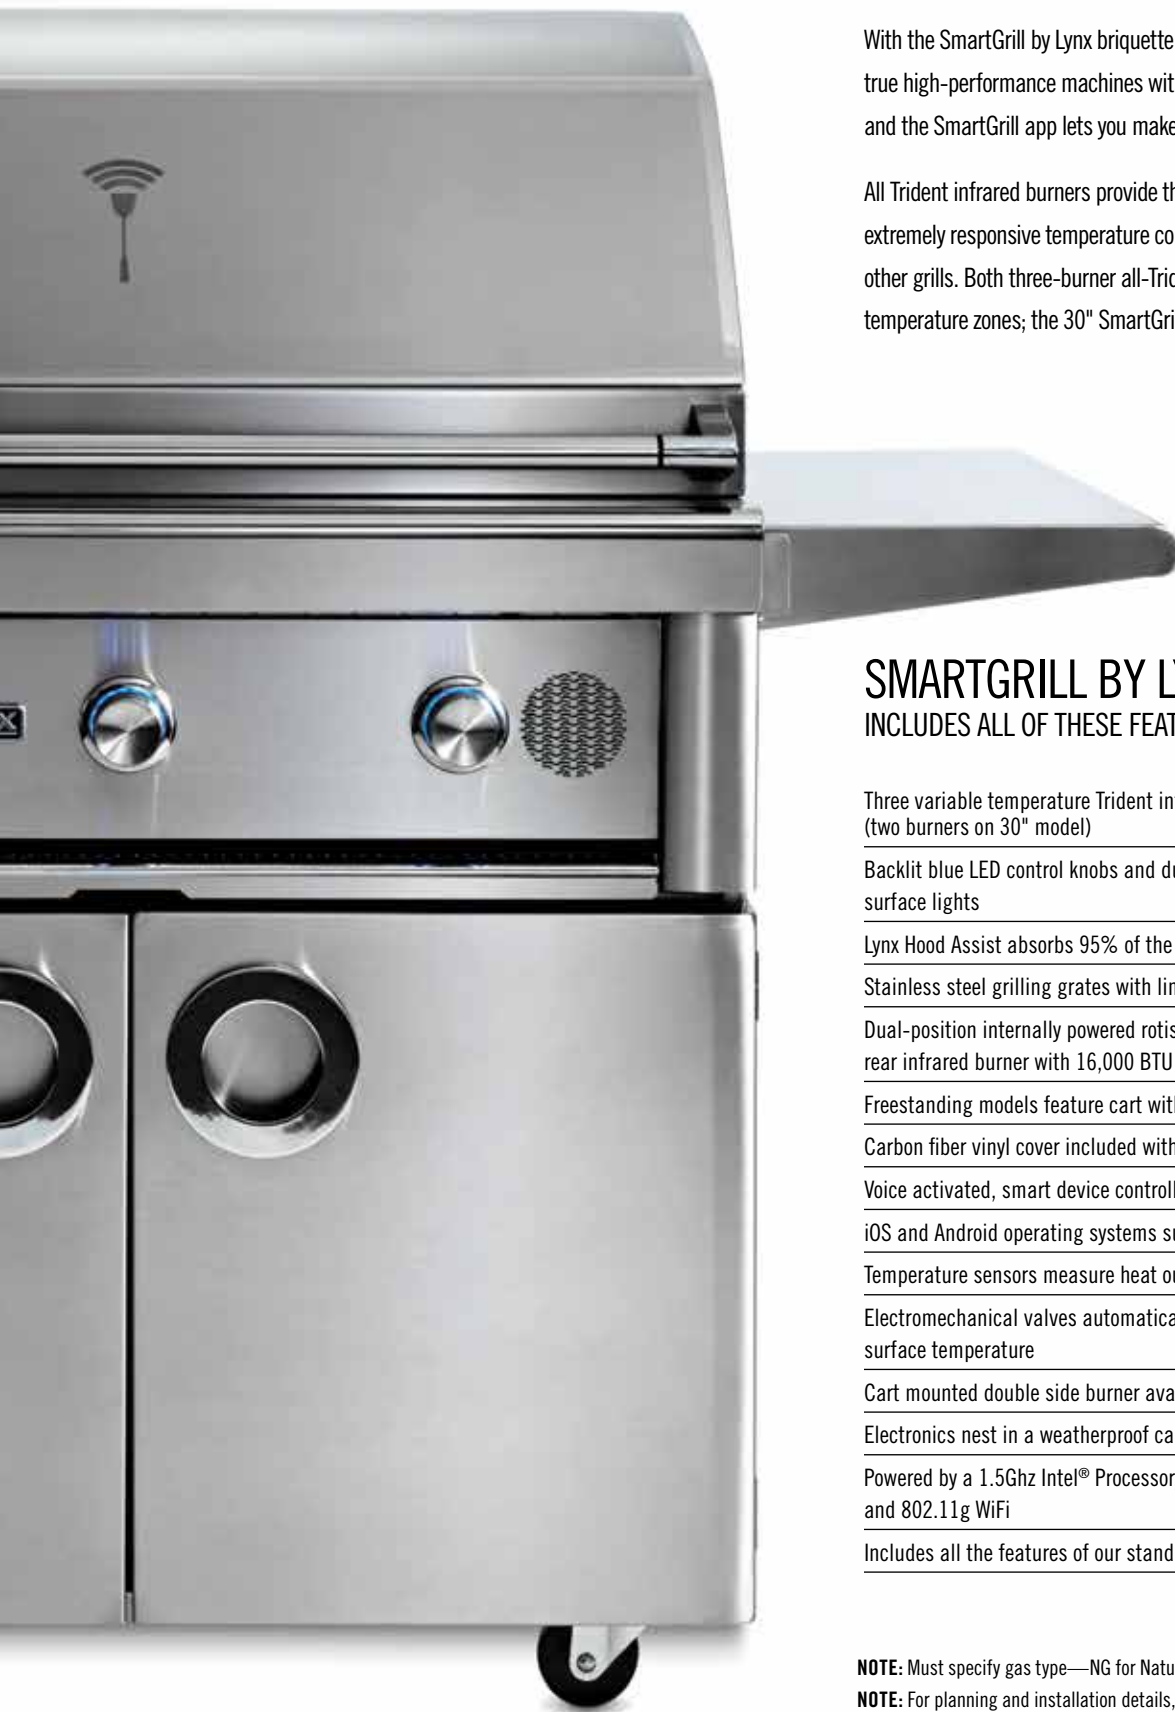 With the SmartGrill by Lynx briquette
true high-performance machines wit
and the SmartGrill app lets you make
All Trident infrared burners provide th
extremely responsive temperature co
other grills. Both three-burner all-Trid
temperature zones; the 30" SmartGri
X
SMARTGRILL BY LY
INCLUDES ALL OF THESE FEAT
Three variable temperature Trident in
(two burners on 30" model)
Backlit blue LED control knobs and du
surface lights
Lynx Hood Assist absorbs 95% of the
Stainless steel grilling grates with lin
Dual-position internally powered rotis
rear infrared burner with 16,000 BTU
Freestanding models feature cart with
Carbon fiber vinyl cover included with
Voice activated, smart device controll
iOS and Android operating systems su
Temperature sensors measure heat ou
Electromechanical valves automatica
surface temperature
Cart mounted double side burner ava
Electronics nest in a weatherproof ca
Powered by a 1.5Ghz Intel® Processor
and 802.11g WiFi
Includes all the features of our stand
NOTE: Must specify gas type—NG for Natu
NOTE: For planning and installation details,